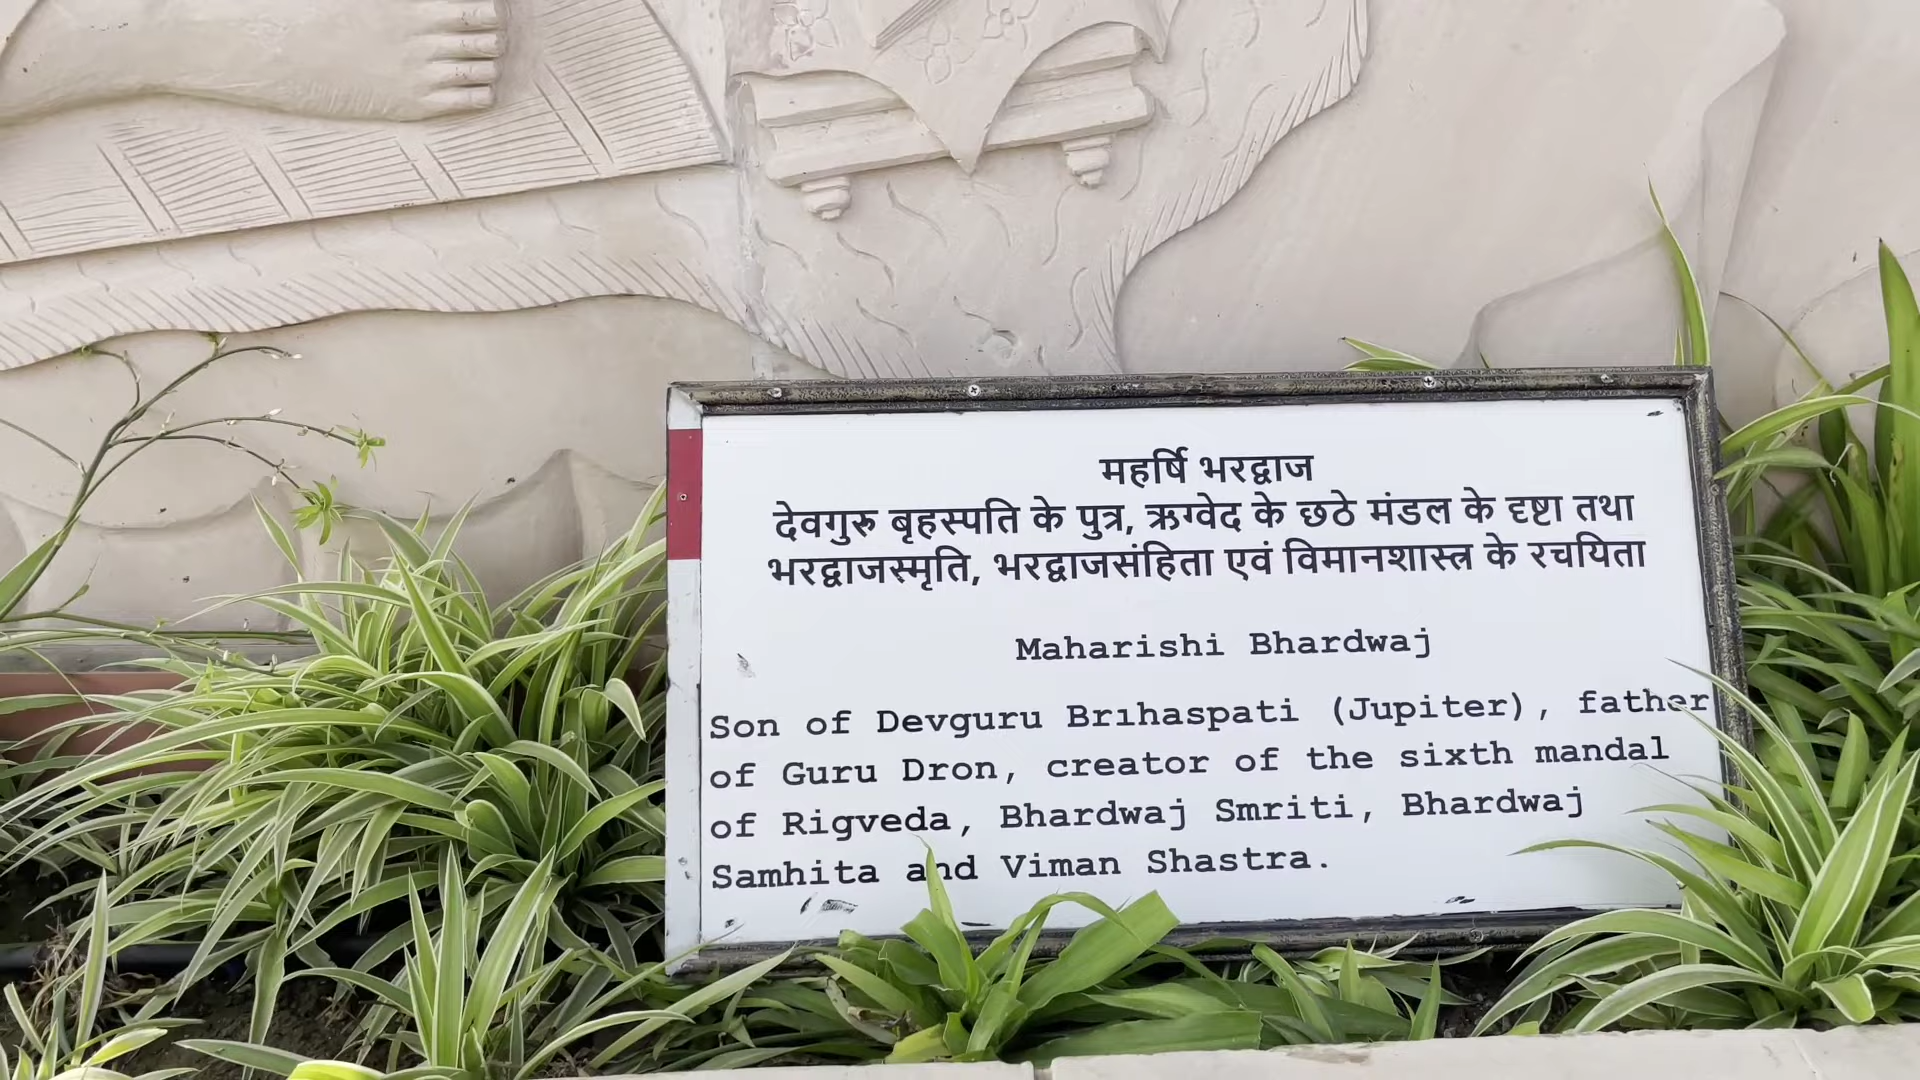 महर्षि भरद्वाज
देवगुरु बृहस्पति के पुत्र, ऋग्वेद के छठे मंडल के दृष्टा तथा
भरद्वाजस्मृति, भरद्वाजसंहिता एवं विमानशास्त्र के रचयिता
Maharishi Bhardwaj
Son of Devguru Brihaspati (Jupiter), father
of Guru Dron, creator of the sixth mandal
of Rigveda, Bhardwaj Smriti, Bhardwaj
Samhita and Viman Shastra.